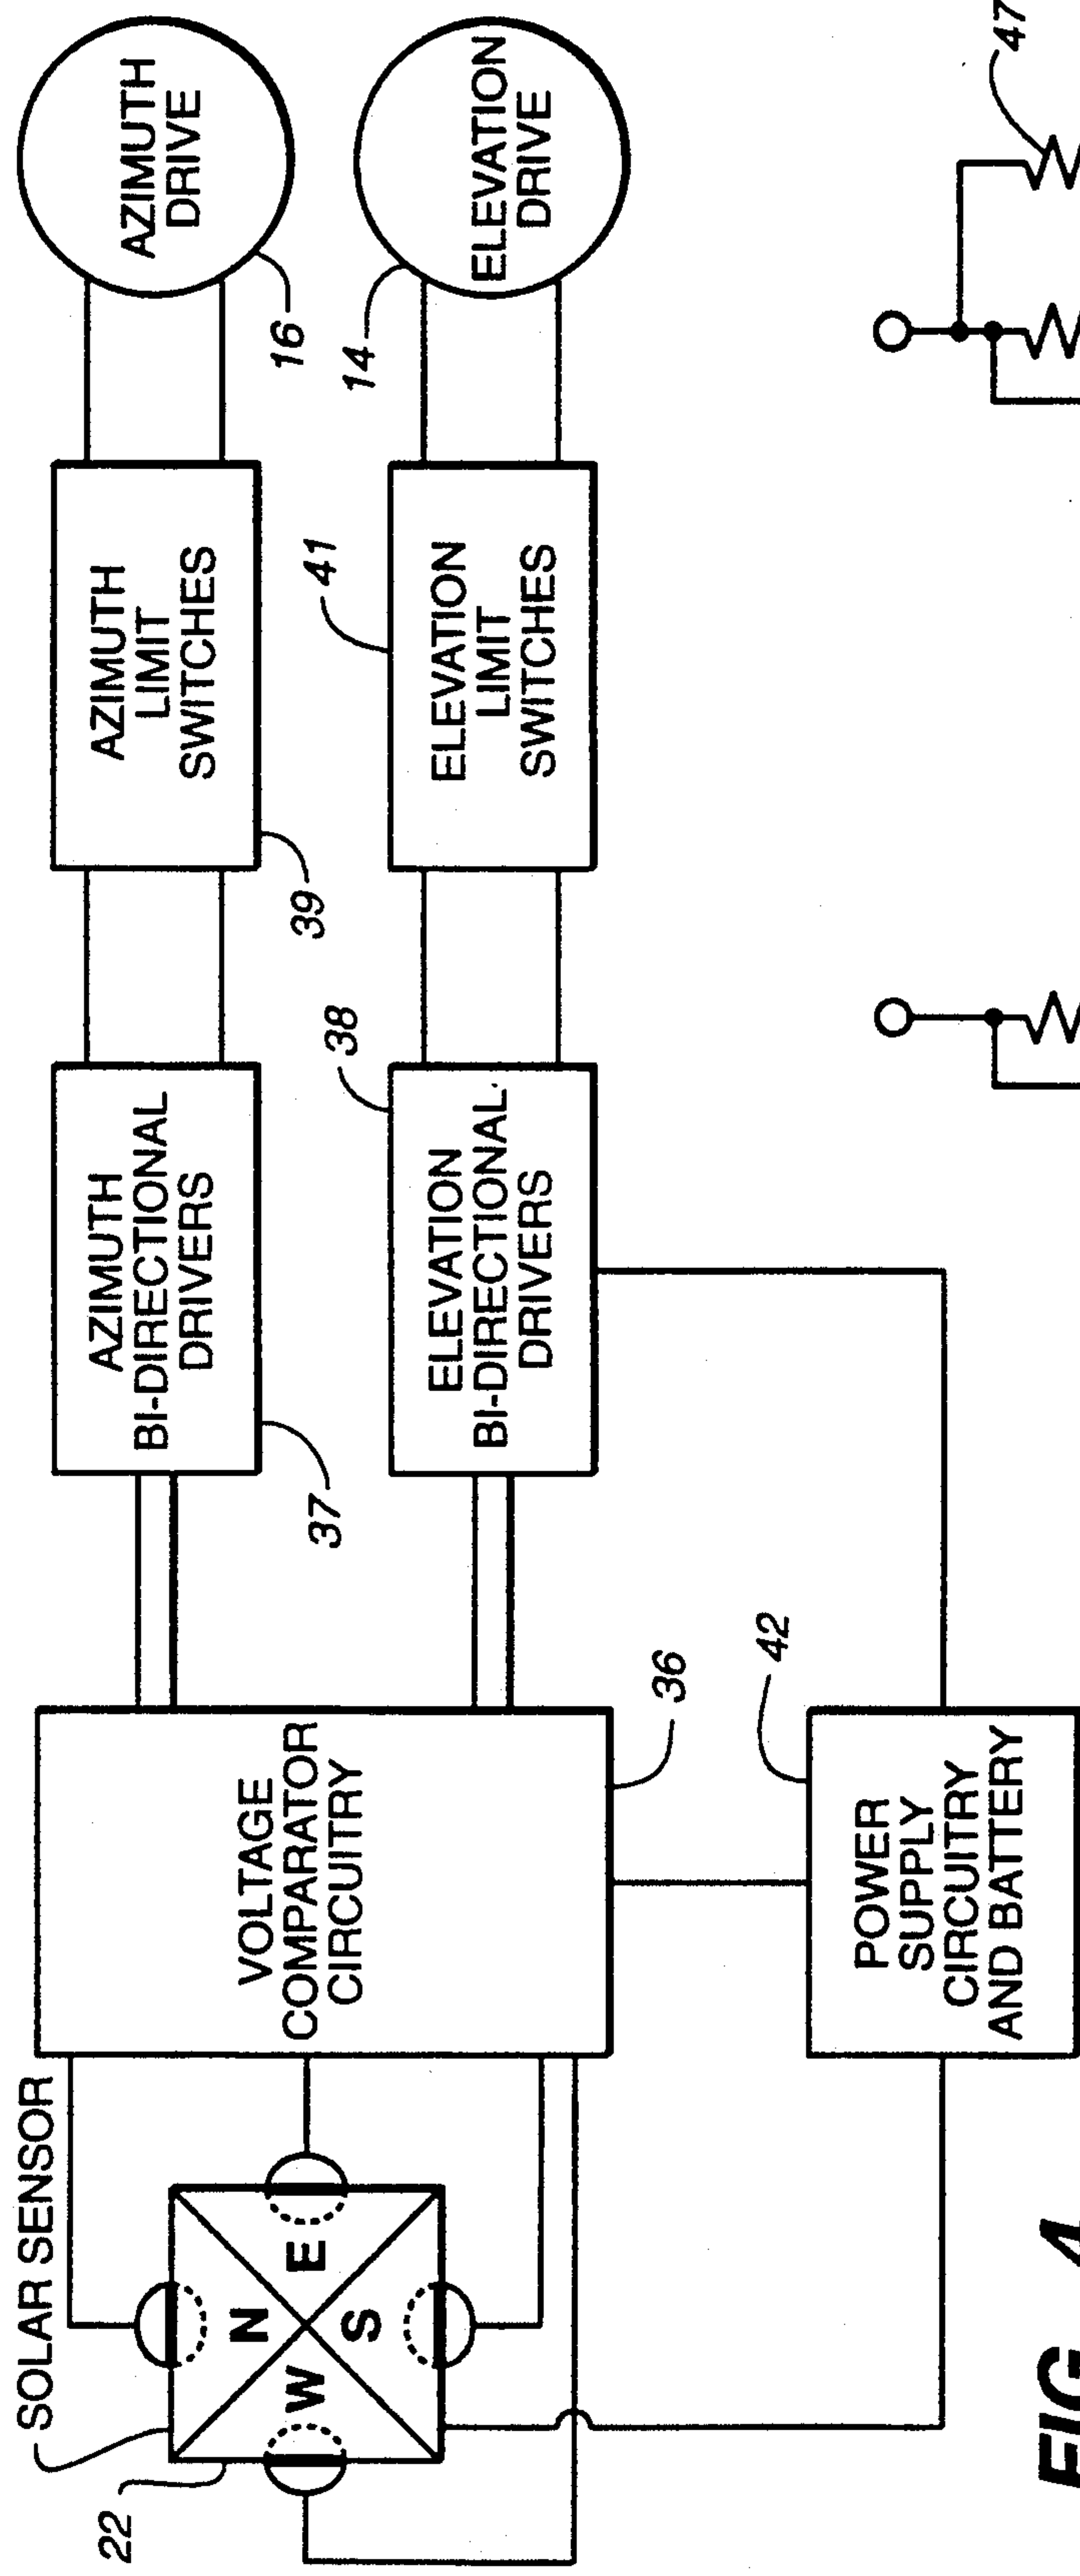 SOLAR SENSOR
22
N
E
S
W
VOLTAGE
COMPARATOR
CIRCUITRY
36
AZIMUTH
BI-DIRECTIONAL
DRIVERS
37
AZIMUTH
LIMIT
SWITCHES
39
AZIMUTH
DRIVE
16
ELEVATION
BI-DIRECTIONAL
DRIVERS
38
ELEVATION
LIMIT
SWITCHES
41
ELEVATION
DRIVE
14
POWER
SUPPLY
CIRCUITRY
AND BATTERY
42
47
FIG_4